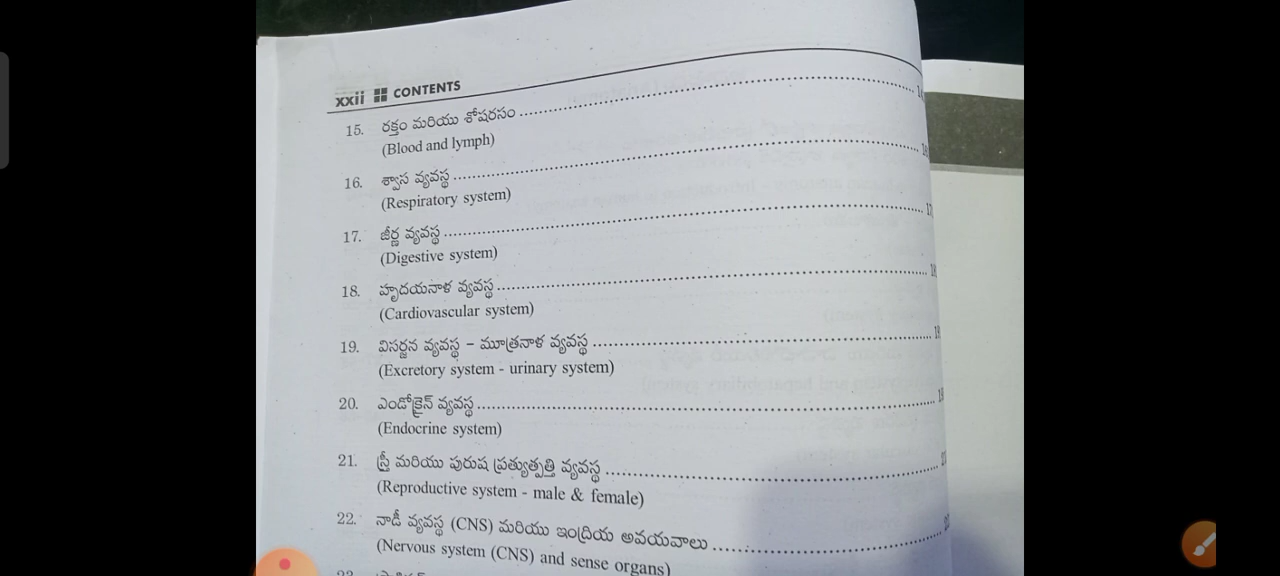 xxii CONTENTS
15. రక్తం మరియు శోషరసం
(Blood and lymph)
16. శ్వాస వ్యవస్థ
(Respiratory system)
17. జీర్ణ వ్యవస్థ
(Digestive system)
18. హృదయనాళ వ్యవస్థ
(Cardiovascular system)
19. విసర్జన వ్యవస్థ – మూత్రనాళ వ్యవస్థ
(Excretory system - urinary system)
20. ఎండోక్రైన్ వ్యవస్థ
(Endocrine system)
21. స్త్రీ మరియు పురుష ప్రత్యుత్పత్తి వ్యవస్థ
(Reproductive system - male & female)
22. నాడీ వ్యవస్థ (CNS) మరియు ఇంద్రియ అవయవాలు
(Nervous system (CNS) and sense organs)